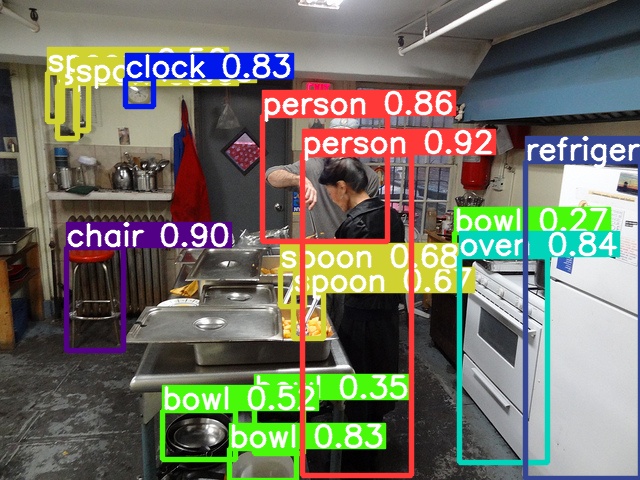 clock 0.83
person 0.86
person 0.92
refriger
chair 0.90
bowl 0.27
oven 0.84
spoon 0.68
spoon 0.67
bowl 0.35
bowl 0.52
bowl 0.83